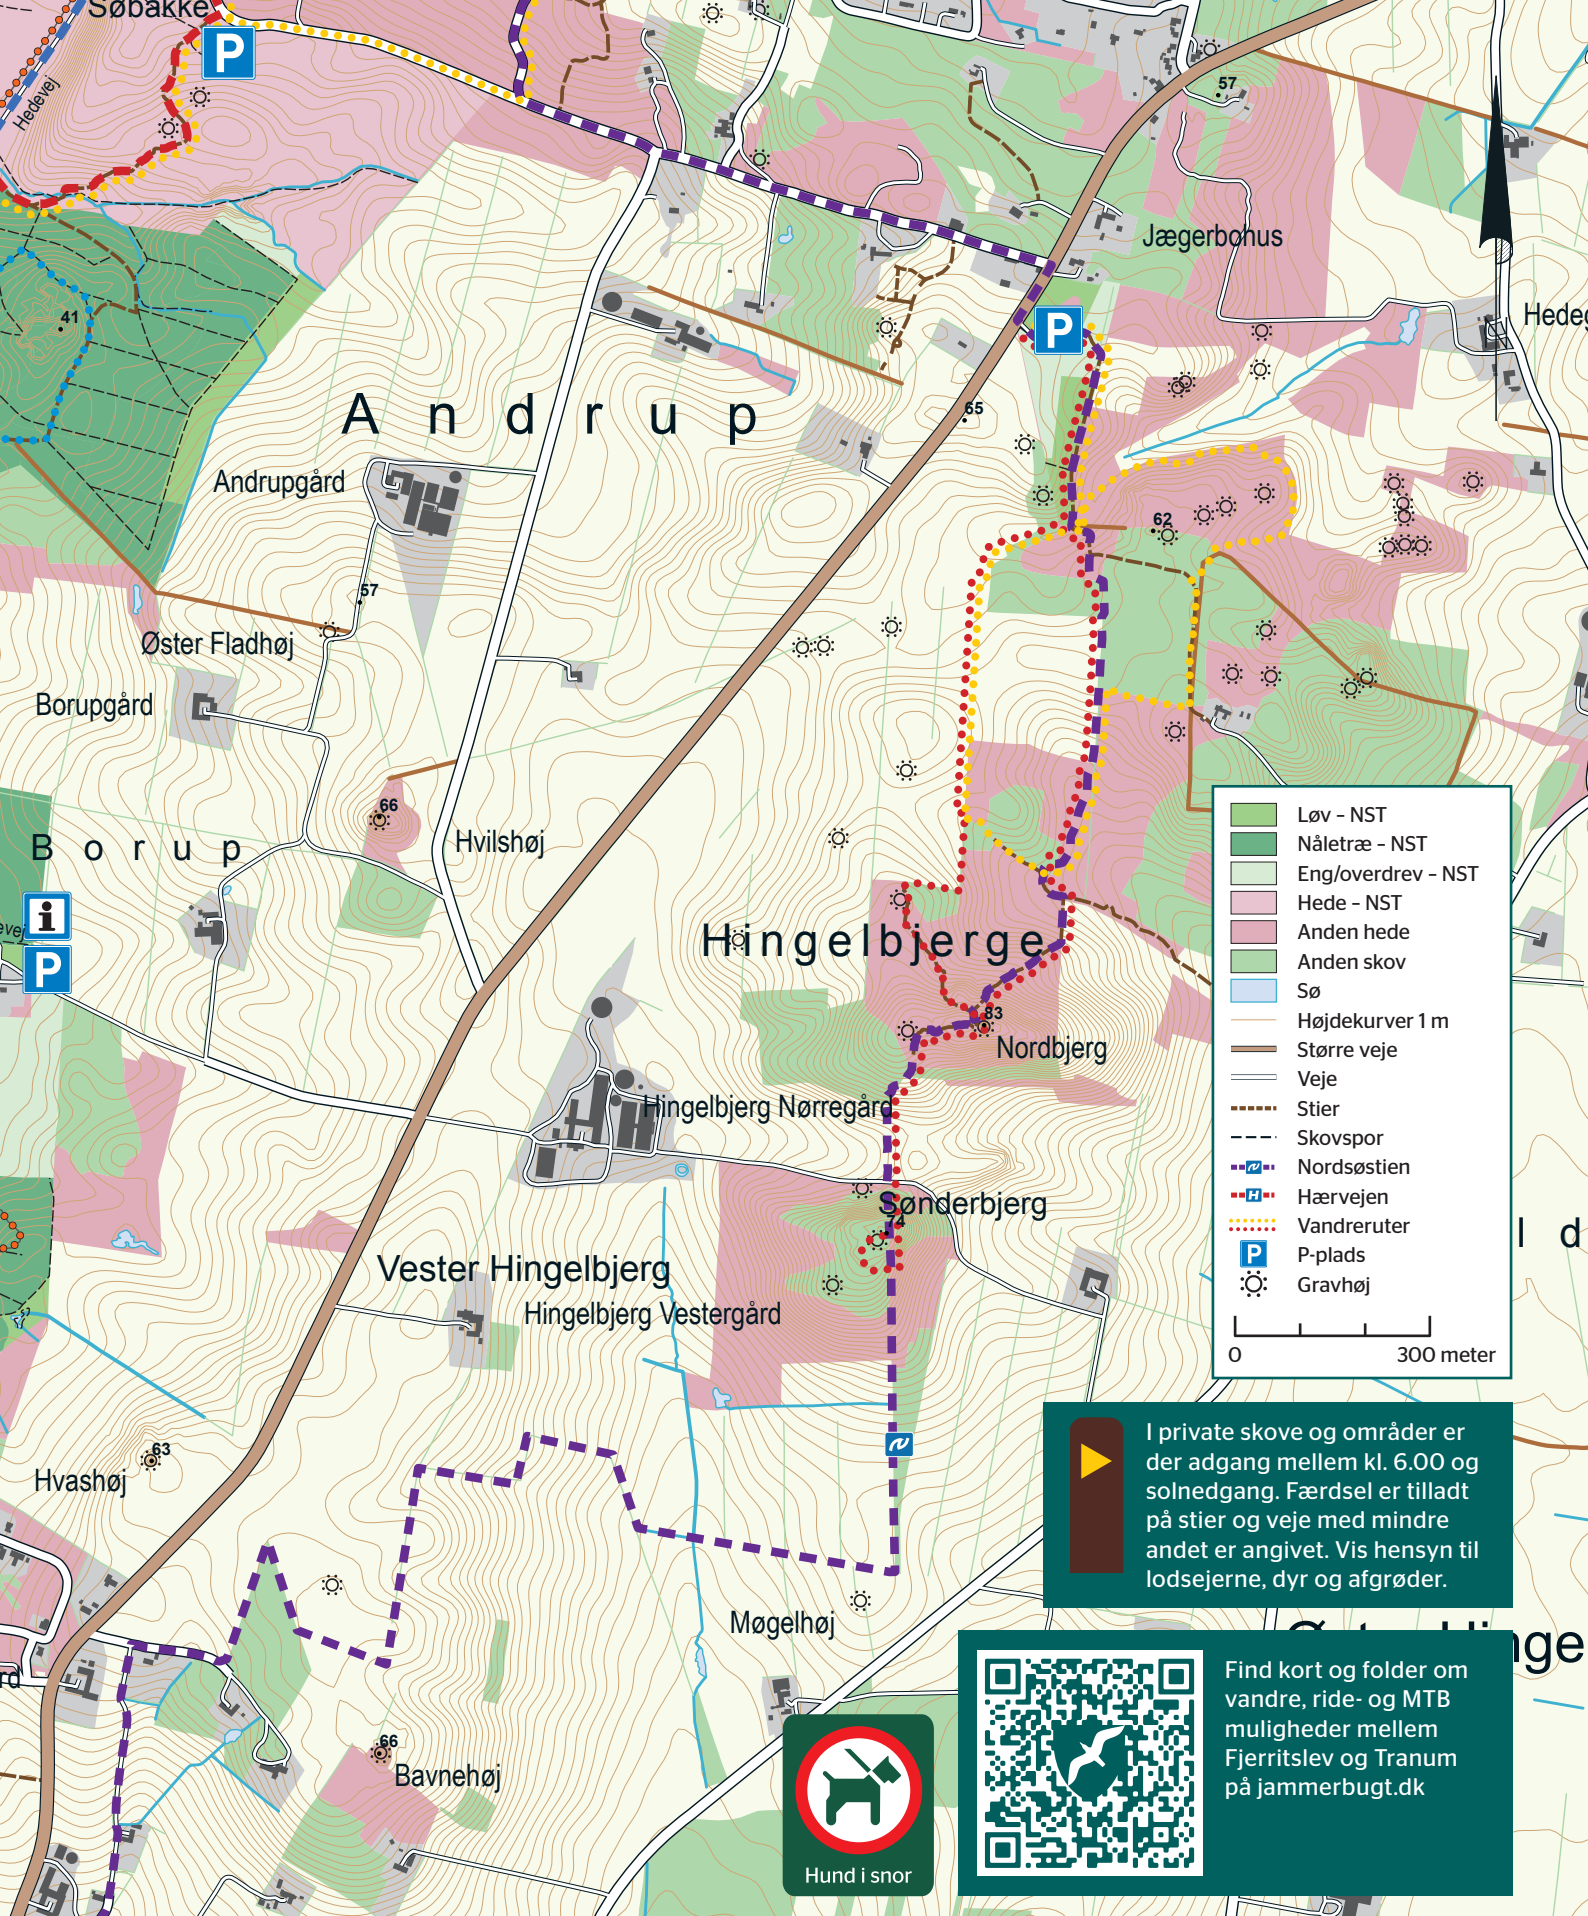 Søbakke
P
Hedevej
57
Jægerbohus
41
P
Hede
65
A n d r u p
Andrupgård
62
57
Øster Fladhøj
Borupgård
66
B o r u p
Hvilshøj
i
P
Hingelbjerge
83
Nordbjerg
Hingelbjerg Nørregård
Sønderbjerg
74
l d
Vester Hingelbjerg
Hingelbjerg Vestergård
63
Hvashøj
Møgelhøj
rd
66
Bavnehøj
nge
Løv – NST
Nåletræ – NST
Eng/overdrev – NST
Hede – NST
Anden hede
Anden skov
Sø
Højdekurver 1 m
Større veje
Veje
Stier
Skovspor
Nordsøstien
H Hærvejen
Vandreruter
P P-plads
Gravhøj
0 300 meter
I private skove og områder er
der adgang mellem kl. 6.00 og
solnedgang. Færdsel er tilladt
på stier og veje med mindre
andet er angivet. Vis hensyn til
lodsejerne, dyr og afgrøder.
Find kort og folder om
vandre, ride- og MTB
muligheder mellem
Fjerritslev og Tranum
på jammerbugt.dk
Hund i snor